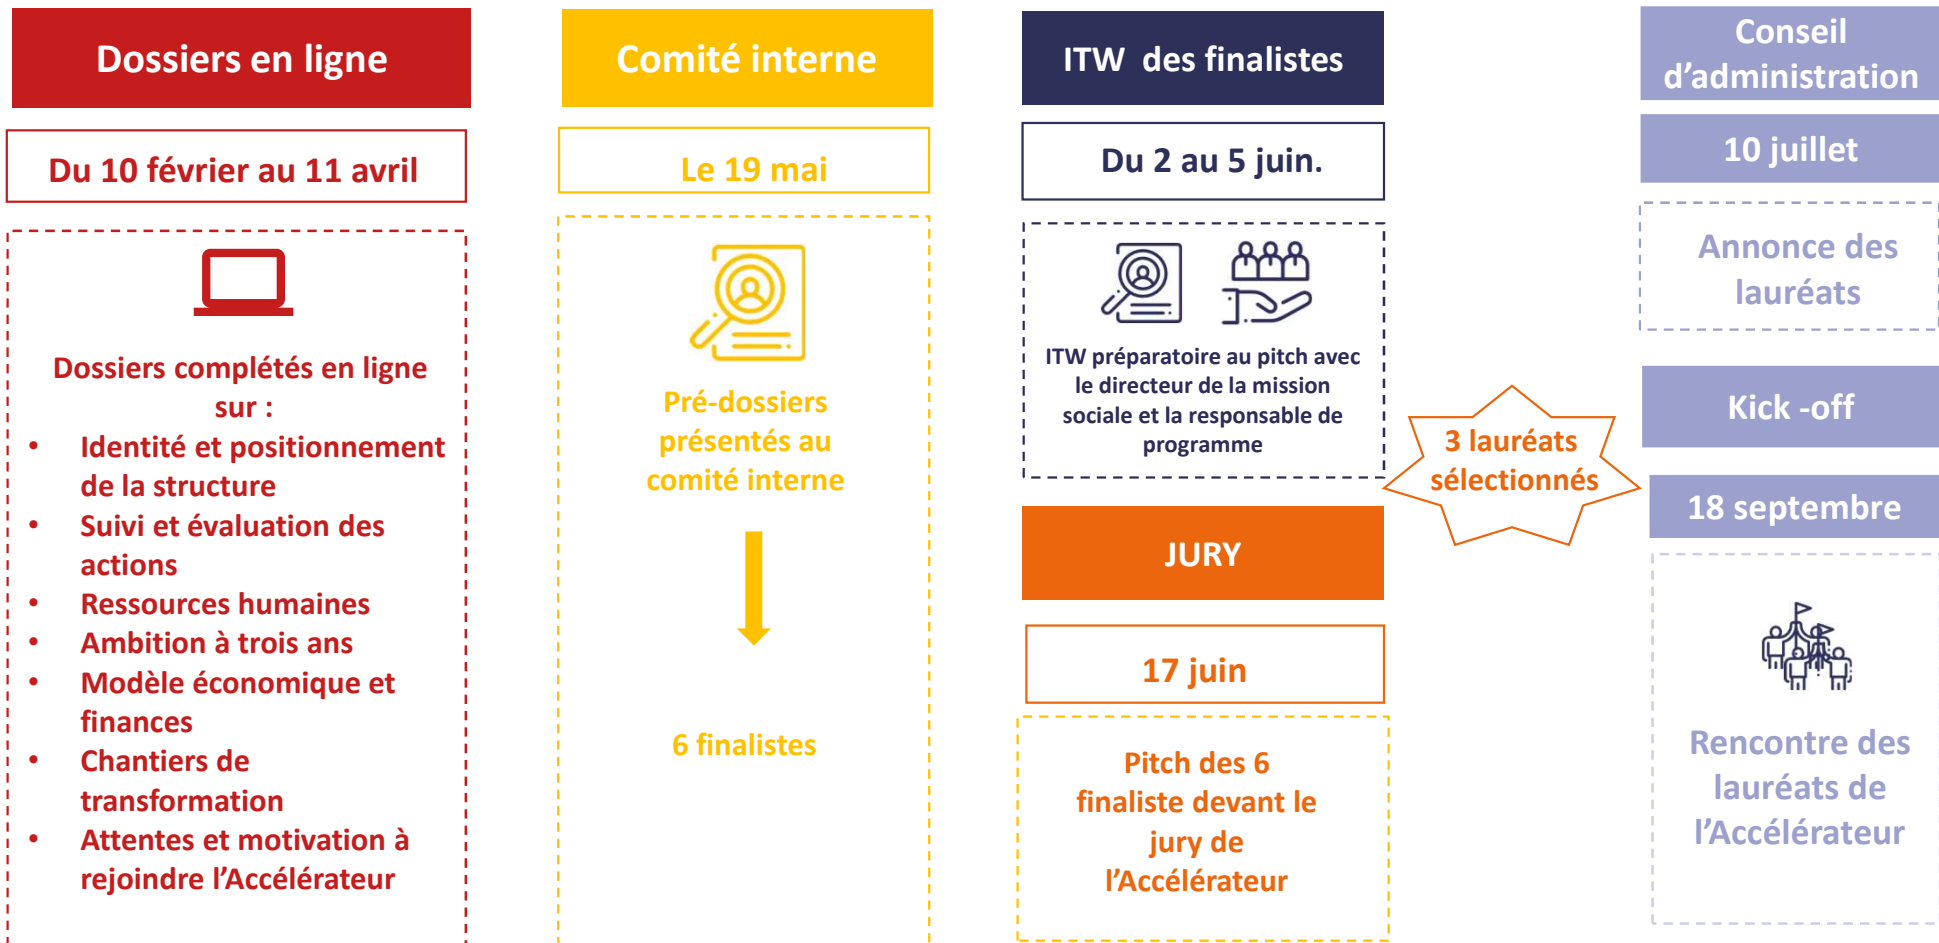 Dossiers en ligne
Du 10 février au 11 avril
Dossiers complétés en ligne
sur :
• Identité et positionnement
de la structure
• Suivi et évaluation des
actions
• Ressources humaines
• Ambition à trois ans
• Modèle économique et
finances
• Chantiers de
transformation
• Attentes et motivation à
rejoindre l’Accélérateur
Comité interne
Le 19 mai
Pré-dossiers
présentés au
comité interne
6 finalistes
ITW des finalistes
Du 2 au 5 juin.
ITW préparatoire au pitch avec
le directeur de la mission
sociale et la responsable de
programme
JURY
17 juin
Pitch des 6
finaliste devant le
jury de
l’Accélérateur
3 lauréats
sélectionnés
Conseil
d’administration
10 juillet
Annonce des
lauréats
Kick -off
18 septembre
Rencontre des
lauréats de
l’Accélérateur